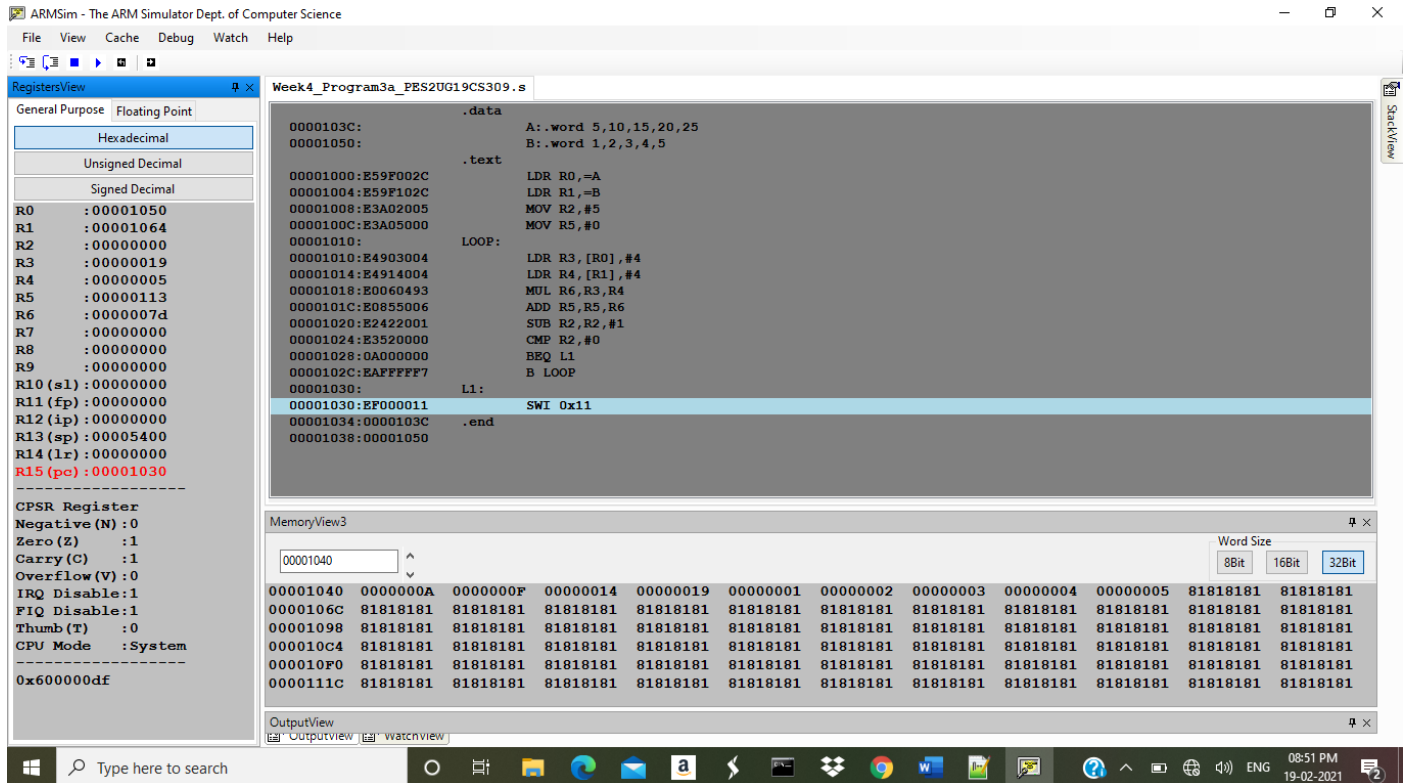 ARMSim - The ARM Simulator Dept. of Computer Science
File View Cache Debug Watch Help
RegistersView
General Purpose Floating Point
Hexadecimal
Unsigned Decimal
Signed Decimal
R0 :00001050
R1 :00001064
R2 :00000000
R3 :00000019
R4 :00000005
R5 :00000113
R6 :0000007d
R7 :00000000
R8 :00000000
R9 :00000000
R10(sl):00000000
R11(fp):00000000
R12(ip):00000000
R13(sp):00005400
R14(lr):00000000
R15(pc):00001030
------------------
CPSR Register
Negative(N):0
Zero(Z) :1
Carry(C) :1
Overflow(V):0
IRQ Disable:1
FIQ Disable:1
Thumb(T) :0
CPU Mode :System
------------------
0x600000df
Week4_Program3a_PES2UG19CS309.s
.data
0000103C: A:.word 5,10,15,20,25
00001050: B:.word 1,2,3,4,5
.text
00001000:E59F002C LDR R0,=A
00001004:E59F102C LDR R1,=B
00001008:E3A02005 MOV R2,#5
0000100C:E3A05000 MOV R5,#0
00001010: LOOP:
00001010:E4903004 LDR R3,[R0],#4
00001014:E4914004 LDR R4,[R1],#4
00001018:E0060493 MUL R6,R3,R4
0000101C:E0855006 ADD R5,R5,R6
00001020:E2422001 SUB R2,R2,#1
00001024:E3520000 CMP R2,#0
00001028:0A000000 BEQ L1
0000102C:EAFFFFF7 B LOOP
00001030: L1:
00001030:EF000011 SWI 0x11
00001034:0000103C .end
00001038:00001050
StackView
MemoryView3
Word Size
00001040
8Bit 16Bit 32Bit
00001040 0000000A 0000000F 00000014 00000019 00000001 00000002 00000003 00000004 00000005 81818181 81818181
0000106C 81818181 81818181 81818181 81818181 81818181 81818181 81818181 81818181 81818181 81818181 81818181
00001098 81818181 81818181 81818181 81818181 81818181 81818181 81818181 81818181 81818181 81818181 81818181
000010C4 81818181 81818181 81818181 81818181 81818181 81818181 81818181 81818181 81818181 81818181 81818181
000010F0 81818181 81818181 81818181 81818181 81818181 81818181 81818181 81818181 81818181 81818181 81818181
0000111C 81818181 81818181 81818181 81818181 81818181 81818181 81818181 81818181 81818181 81818181 81818181
OutputView
OutputView WatchView
Type here to search
ENG
08:51 PM
19-02-2021